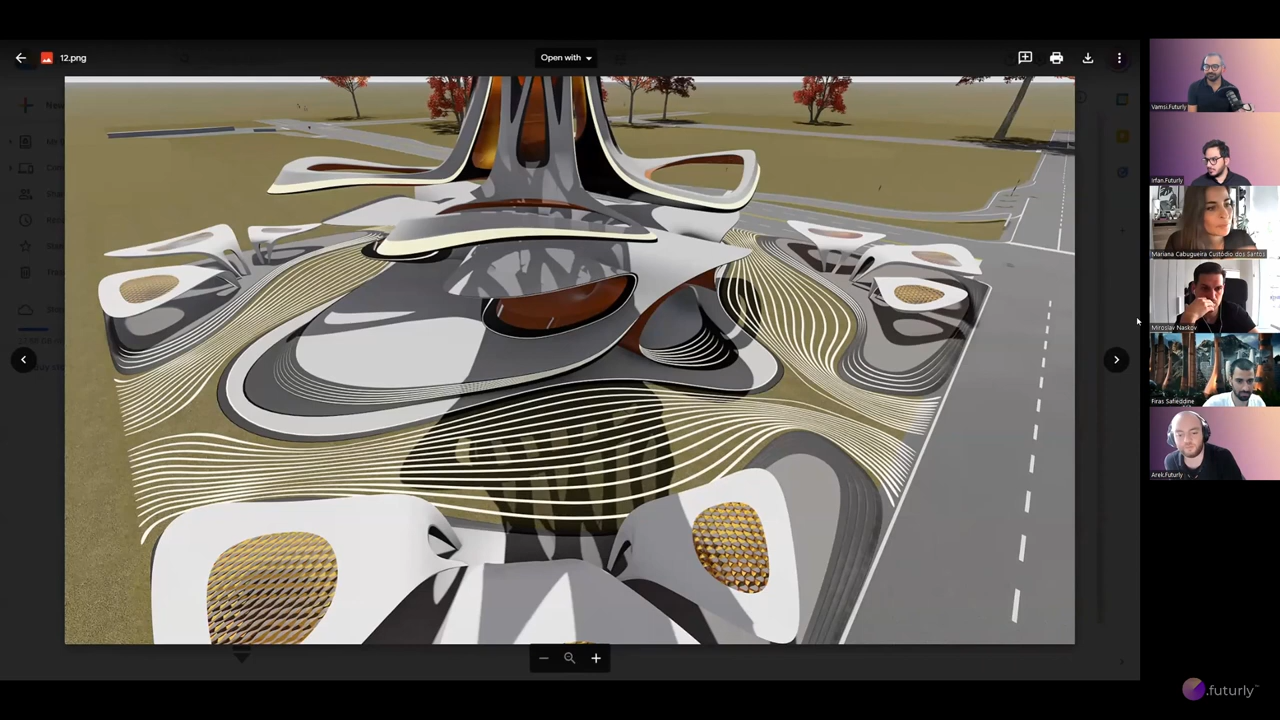 12.png
Open with
Vamsi.Futurly
Irfan.Futurly
Mariana Cabugueira Custódio dos Santos
Miroslav Naskov
Firas Safieddine
Arek.Futurly
.futurly™